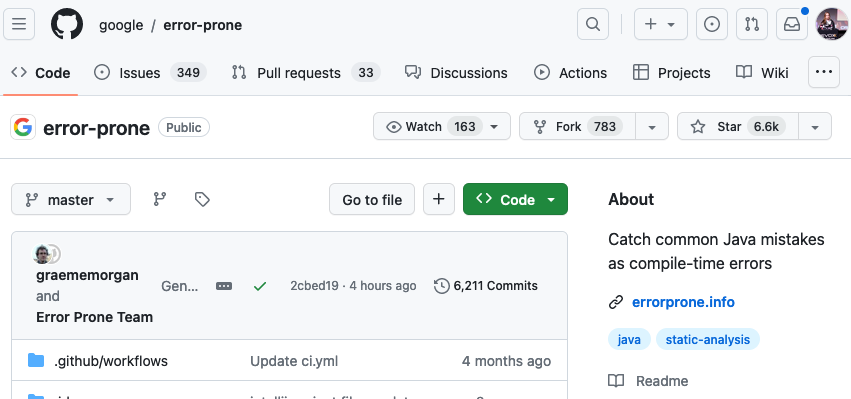 google / error-prone
Code Issues 349 Pull requests 33 Discussions Actions Projects Wiki
error-prone Public Watch 163 Fork 783 Star 6.6k
master Go to file Code
About
Catch common Java mistakes
as compile-time errors
errorprone.info
java static-analysis
Readme
graememorgan
and
Error Prone Team
Gen... 2cbed19 · 4 hours ago 6,211 Commits
.github/workflows Update ci.yml 4 months ago